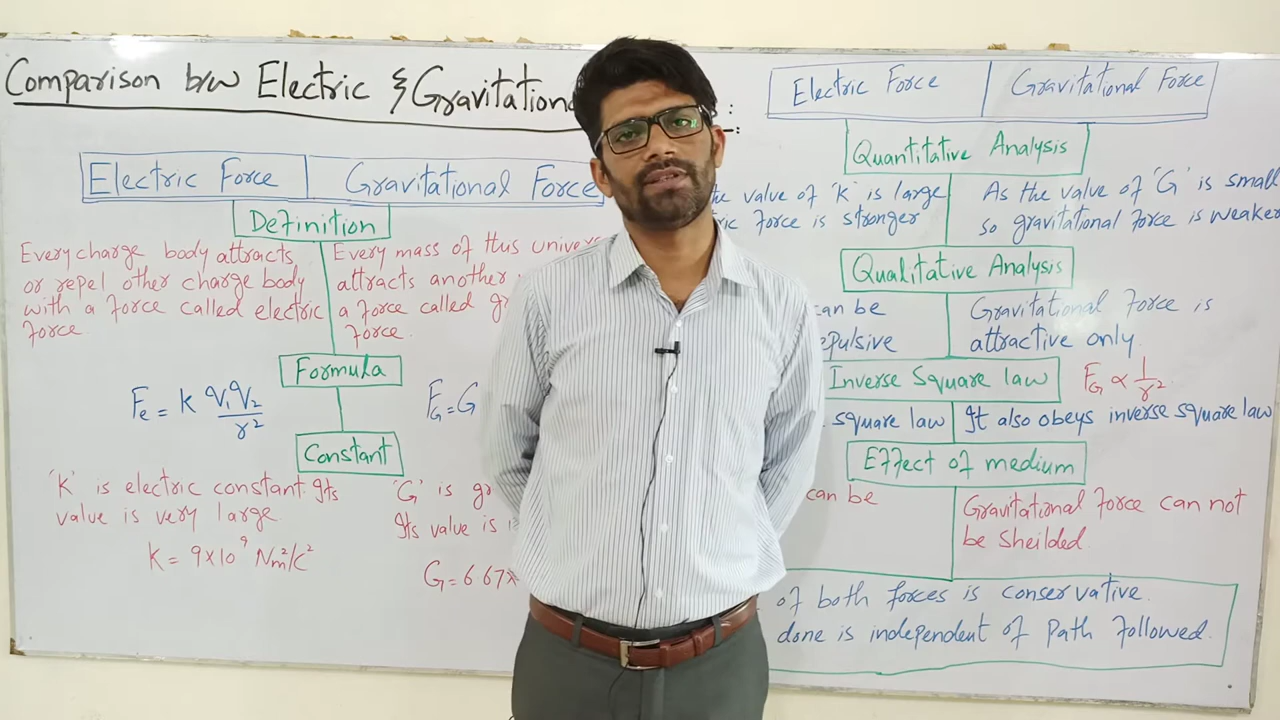 Comparison b/w Electric & Gravitational
:
Electric Force
Gravitational Force
Definition
Every charge body attracts
or repel other charge body
with a force called electric
force.
Every mass of thus
attracts another
a force called
force.
Formula
Fe = K q1q2/r²
FG = G
Constant
'K' is electric constant. Its
value is very large.
K = 9×10⁹ Nm²/c²
'G' is
Its value is
G = 6.67×
Electric Force
Gravitational Force
Quantitative Analysis
value of 'K' is large
force is stronger
As the value of 'G' is small
so gravitational force is weaker
Qualitative Analysis
can be
Gravitational force is
attractive only.
Inverse Square law
FG ∝ 1/r²
square law
It also obeys inverse square law
Effect of medium
can be
Gravitational force can not
be sheilded.
of both forces is conservative.
done is independent of Path followed.